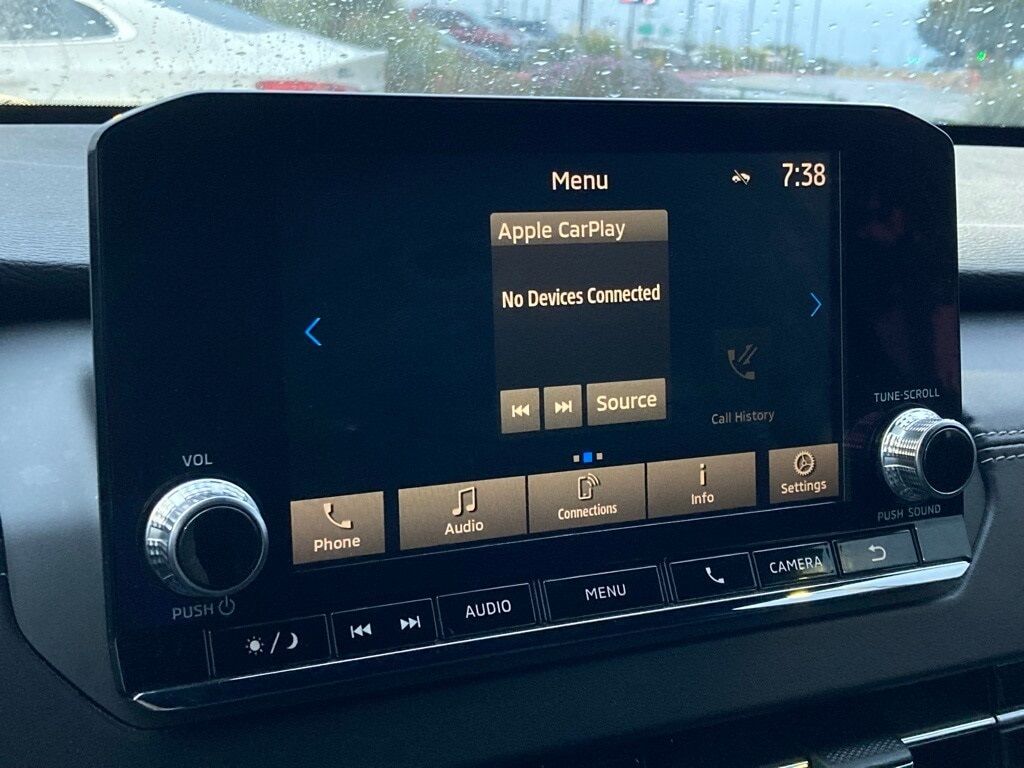 Menu
7:38
Apple CarPlay
No Devices Connected
Source
Call History
Phone
Audio
Connections
Info
Settings
VOL
PUSH
TUNE·SCROLL
PUSH SOUND
AUDIO
MENU
CAMERA